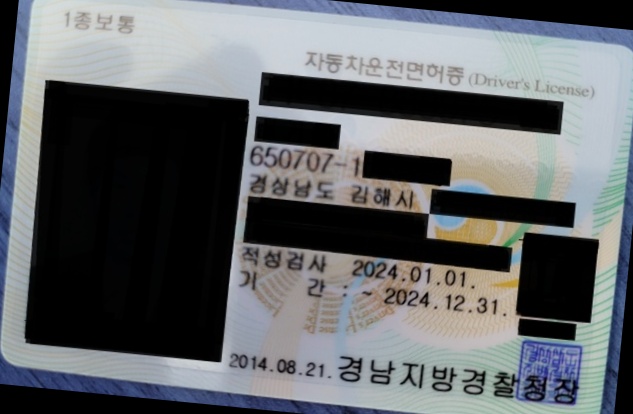 1종보통
자동차운전면허증 (Driver's License)
650707-1
경상남도 김해시
적성검사 2024.01.01.
기 간 : ~ 2024.12.31.
2014.08.21. 경남지방경찰청장